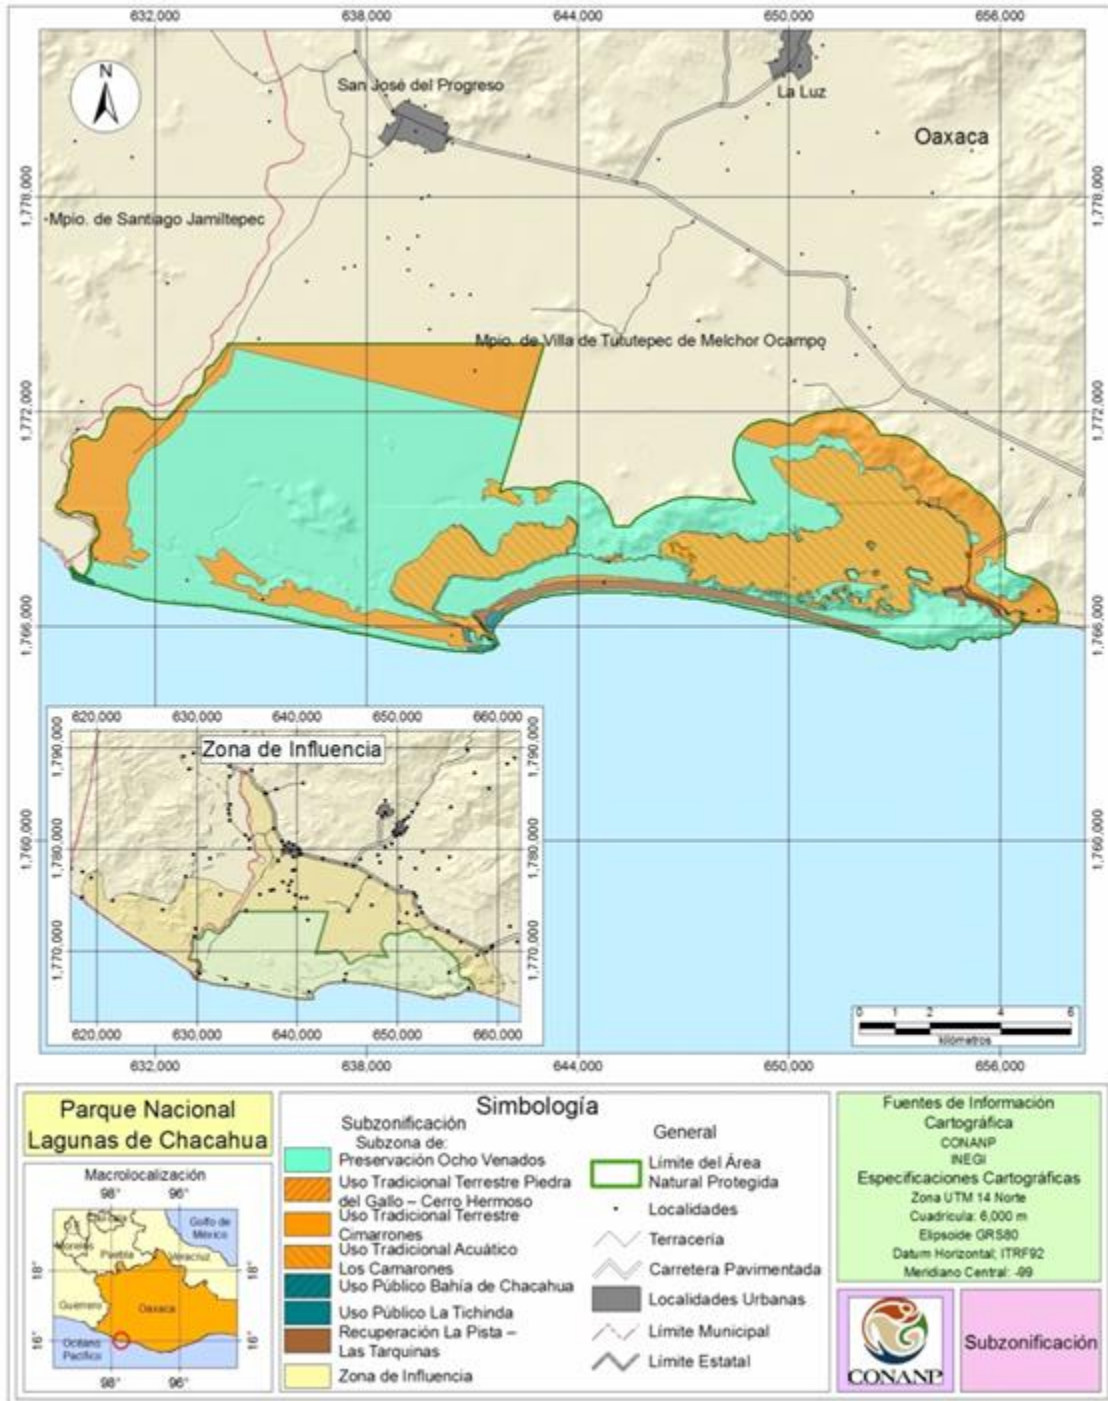 632,000 638,000 644,000 650,000 656,000
N
San José del Progreso
La Luz
Oaxaca
1,778,000
1,778,000
Mpio. de Santiago Jamiltepec
Mpio. de Villa de Tututepec de Melchor Ocampo
1,772,000
1,772,000
1,766,000
1,766,000
620,000 630,000 640,000 650,000 660,000
Zona de Influencia
1,790,000
1,790,000
1,780,000
1,780,000
1,770,000
1,770,000
620,000 630,000 640,000 650,000 660,000
1,760,000
1,760,000
0 1 2 4 6
kilómetros
632,000 638,000 644,000 650,000 656,000
Parque Nacional
Lagunas de Chacahua
Macrolocalización
98° 96°
Golfo de
México
Morelos
Puebla
Veracruz
18°
18°
Guerrero
Oaxaca
16°
16°
Océano
Pacífico
98° 96°
Simbología
Subzonificación
Subzona de:
Preservación Ocho Venados
Uso Tradicional Terrestre Piedra
del Gallo – Cerro Hermoso
Uso Tradicional Terrestre
Cimarrones
Uso Tradicional Acuático
Los Camarones
Uso Público Bahía de Chacahua
Uso Público La Tichinda
Recuperación La Pista –
Las Tarquinas
Zona de Influencia
General
Límite del Área
Natural Protegida
Localidades
Terracería
Carretera Pavimentada
Localidades Urbanas
Límite Municipal
Límite Estatal
Fuentes de Información
Cartográfica
CONANP
INEGI
Especificaciones Cartográficas
Zona UTM 14 Norte
Cuadrícula: 6,000 m
Elipsoide GRS80
Datum Horizontal: ITRF92
Meridiano Central: -99
CONANP
Subzonificación